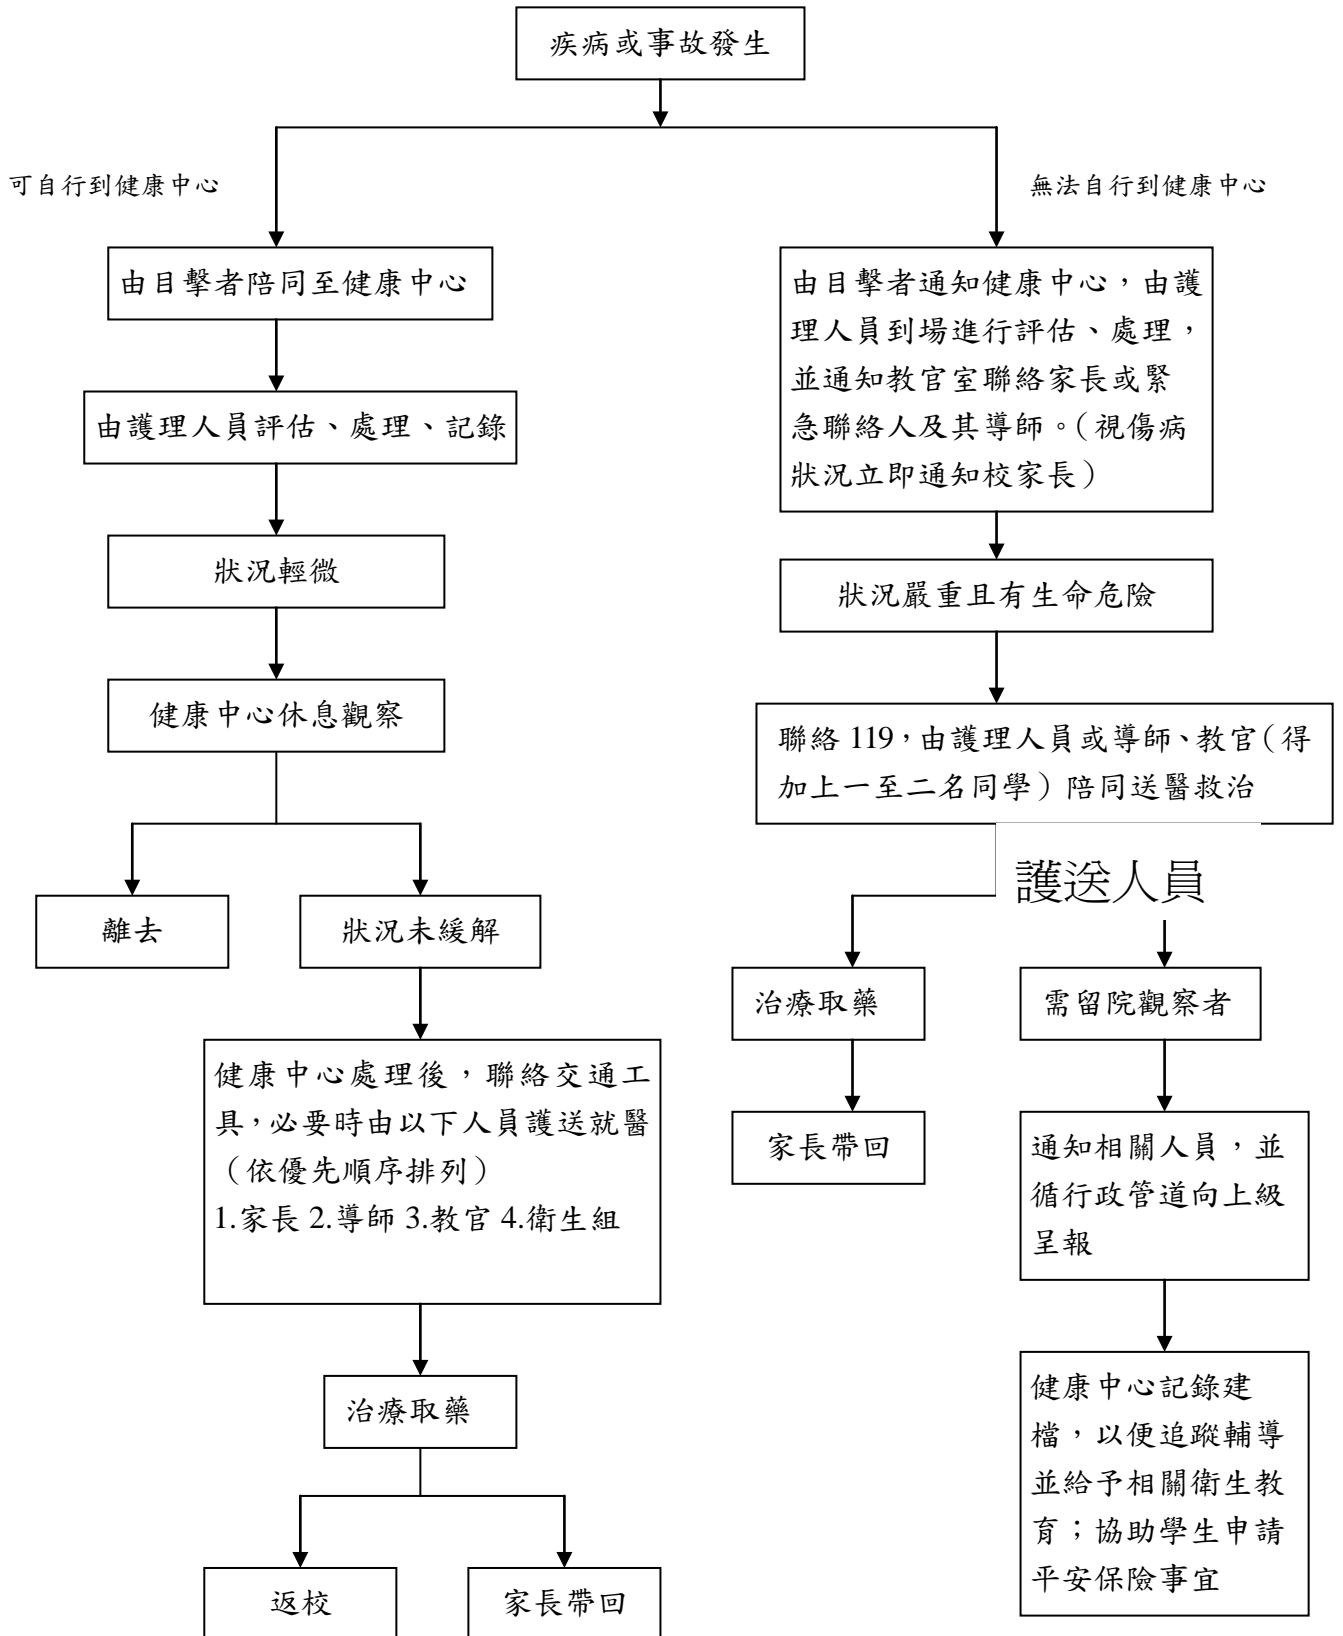 疾病或事故發生
可自行到健康中心
無法自行到健康中心
由目擊者陪同至健康中心
由護理人員評估、處理、記錄
狀況輕微
健康中心休息觀察
離去
狀況未緩解
健康中心處理後，聯絡交通工
具，必要時由以下人員護送就醫
（依優先順序排列）
1.家長 2.導師 3.教官 4.衛生組
治療取藥
返校
家長帶回
由目擊者通知健康中心，由護
理人員到場進行評估、處理，
並通知教官室聯絡家長或緊
急聯絡人及其導師。（視傷病
狀況立即通知校家長）
狀況嚴重且有生命危險
聯絡 119，由護理人員或導師、教官（得
加上一至二名同學）陪同送醫救治
護送人員
治療取藥
家長帶回
需留院觀察者
通知相關人員，並
循行政管道向上級
呈報
健康中心記錄建
檔，以便追蹤輔導
並給予相關衛生教
育；協助學生申請
平安保險事宜